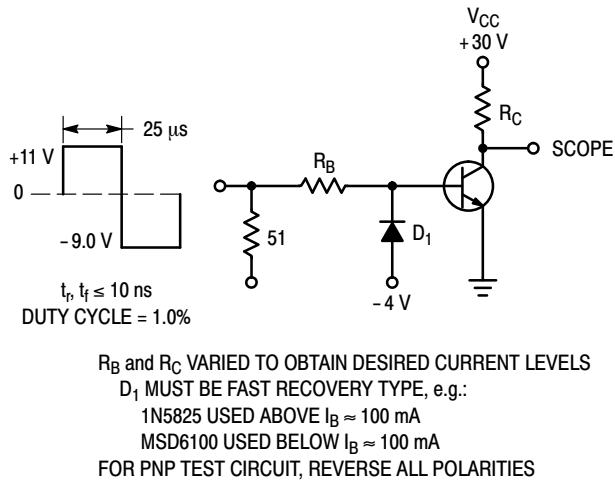 V_CC
+30 V
R_C
25 μs
+11 V
SCOPE
R_B
0
51
D_1
-9.0 V
-4 V
t_r, t_f ≤ 10 ns
DUTY CYCLE = 1.0%
R_B and R_C VARIED TO OBTAIN DESIRED CURRENT LEVELS
D_1 MUST BE FAST RECOVERY TYPE, e.g.:
1N5825 USED ABOVE I_B ≈ 100 mA
MSD6100 USED BELOW I_B ≈ 100 mA
FOR PNP TEST CIRCUIT, REVERSE ALL POLARITIES